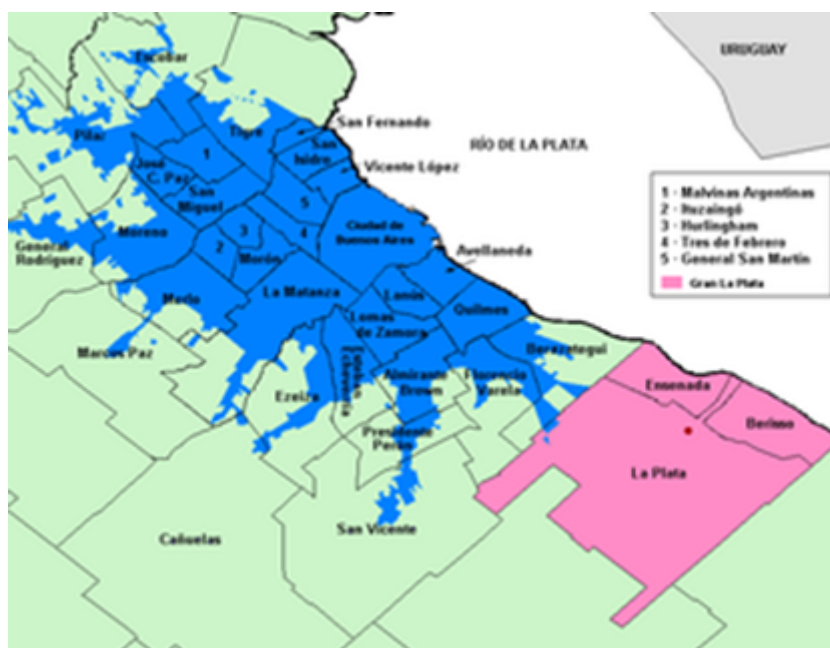 Escobar
URUGUAY
San Fernando
Tigre
Pilar
RÍO DE LA PLATA
San
Isidro
1
José
C. Paz
Vicente López
San
Miguel
5
1 - Malvinas Argentinas
2 - Ituzaingó
3 - Hurlingham
4 - Tres de Febrero
5 - General San Martín
Gran La Plata
Moreno
3
4
Ciudad de
Buenos Aires
General
Rodríguez
2
Morón
Avellaneda
La Matanza
Lanús
Merlo
Lomas
de Zamora
Quilmes
Marcos Paz
Berazategui
Esteban
Echeverría
Almirante
Brown
Florencio
Varela
Ezeiza
Ensenada
Berisso
Presidente
Perón
La Plata
San Vicente
Cañuelas